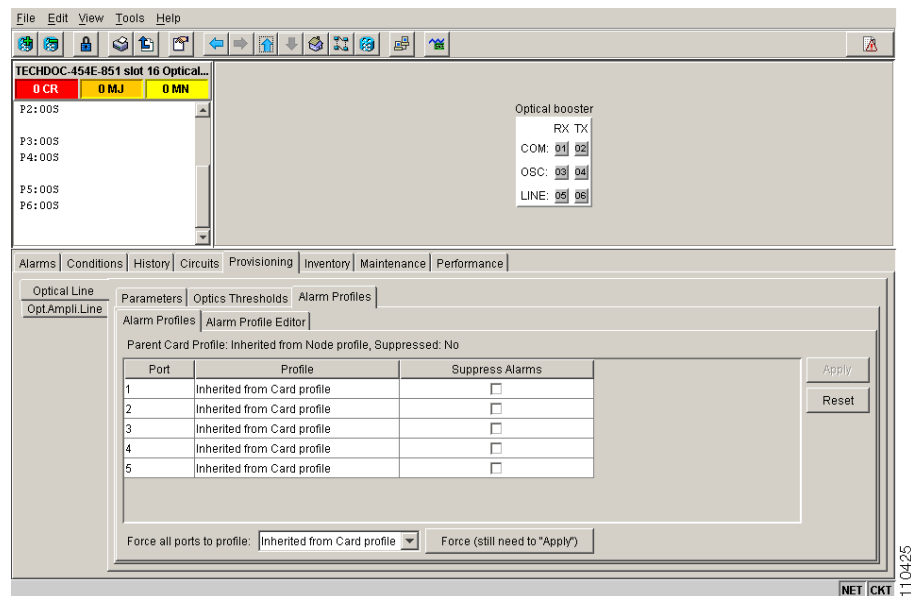 File Edit View Tools Help
TECHDOC-454E-851 slot 16 Optical...
0 CR 0 MJ 0 MN
P2:OOS
P3:OOS
P4:OOS
P5:OOS
P6:OOS
Optical booster
RX TX
COM: 01 02
OSC: 03 04
LINE: 05 06
Alarms Conditions History Circuits Provisioning Inventory Maintenance Performance
Optical Line
Opt.Ampli.Line
Parameters Optics Thresholds Alarm Profiles
Alarm Profiles Alarm Profile Editor
Parent Card Profile: Inherited from Node profile, Suppressed: No
Port Profile Suppress Alarms
1 Inherited from Card profile
2 Inherited from Card profile
3 Inherited from Card profile
4 Inherited from Card profile
5 Inherited from Card profile
Apply
Reset
Force all ports to profile: Inherited from Card profile Force (still need to "Apply")
NET CKT
110425